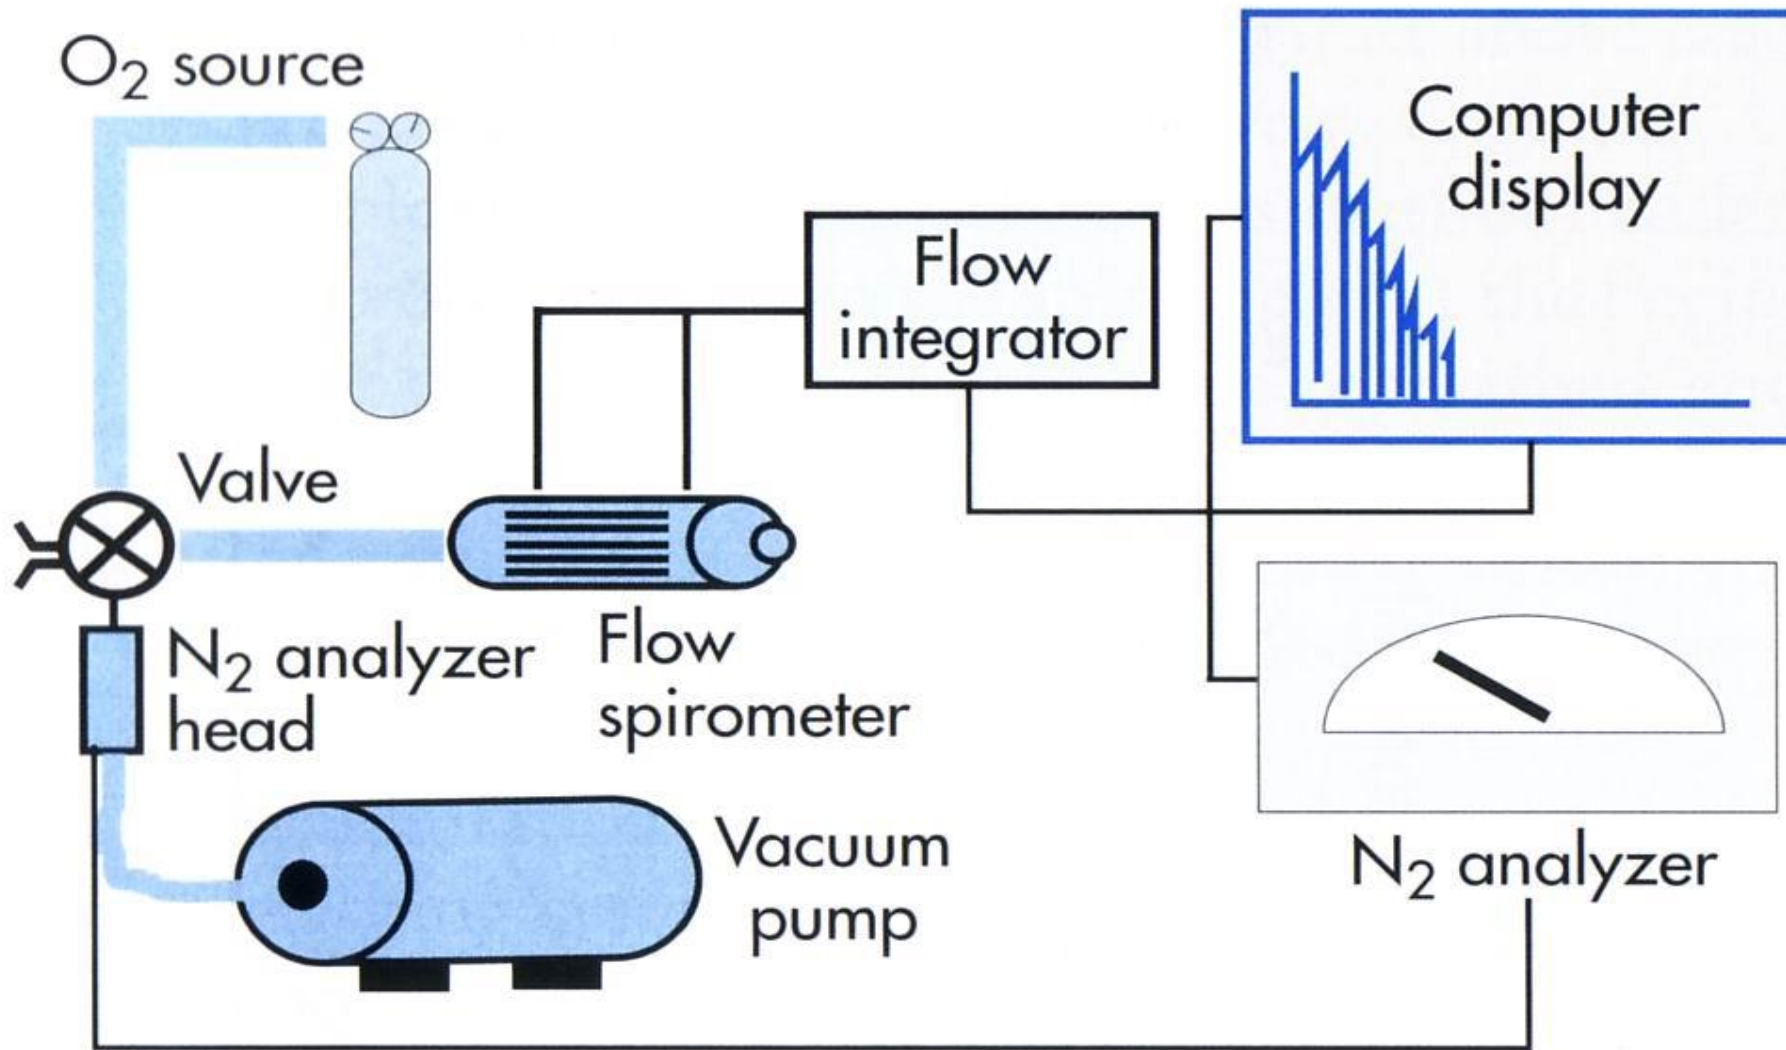 O₂ source
Computer
display
Flow
integrator
Valve
N₂ analyzer
head
Flow
spirometer
Vacuum
pump
N₂ analyzer